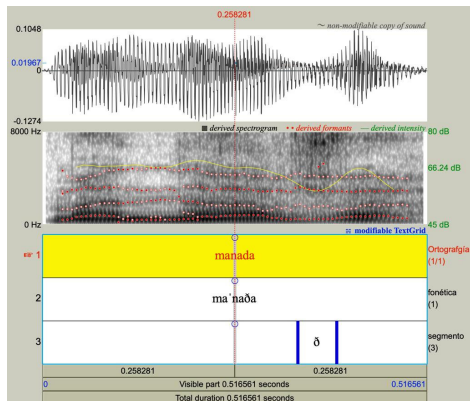 0.258281
~ non-modifiable copy of sound
0.1048
0.01967
0
-0.1274
derived spectrogram derived formants derived intensity
8000 Hz 80 dB
66.24 dB
0 Hz 45 dB
modifiable TextGrid
1 manada Ortografgía (1/1)
2 maˈnaða fonética (1)
3 ð segmento (3)
0.258281 0.258281
0 Visible part 0.516561 seconds 0.516561
Total duration 0.516561 seconds